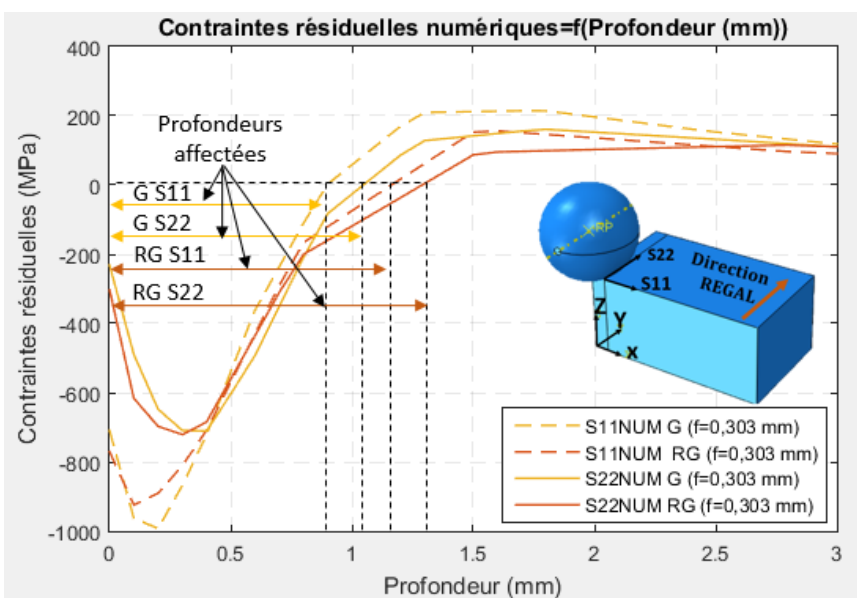 Contraintes résiduelles numériques=f(Profondeur (mm))
Contraintes résiduelles (MPa)
400
200
0
-200
-400
-600
-800
-1000
Profondeurs
affectées
G S11
G S22
RG S11
RG S22
RP
S22
S11
Direction
REGAL
Z
Y
X
S11NUM G (f=0,303 mm)
S11NUM RG (f=0,303 mm)
S22NUM G (f=0,303 mm)
S22NUM RG (f=0,303 mm)
0
0.5
1
1.5
2
2.5
3
Profondeur (mm)